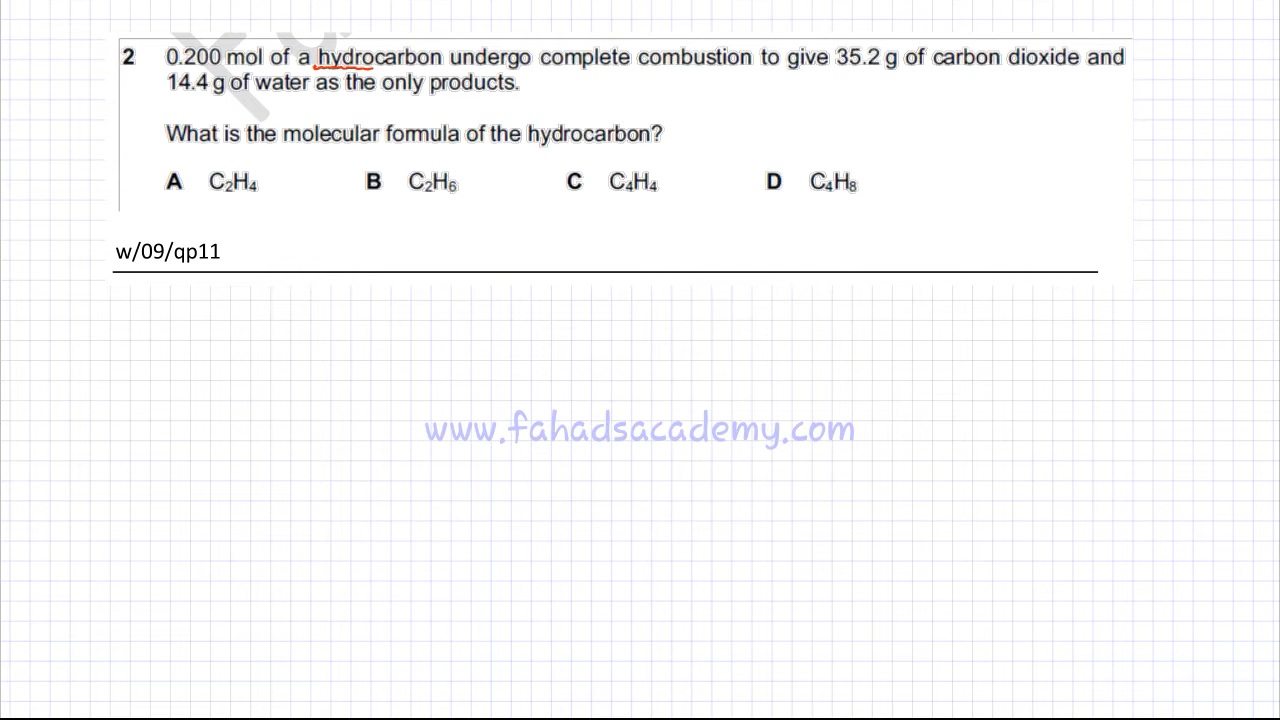 2 0.200 mol of a hydrocarbon undergo complete combustion to give 35.2 g of carbon dioxide and
14.4 g of water as the only products.
What is the molecular formula of the hydrocarbon?
A C₂H₄ B C₂H₆ C C₄H₄ D C₄H₈
w/09/qp11
www.fahadsacademy.com